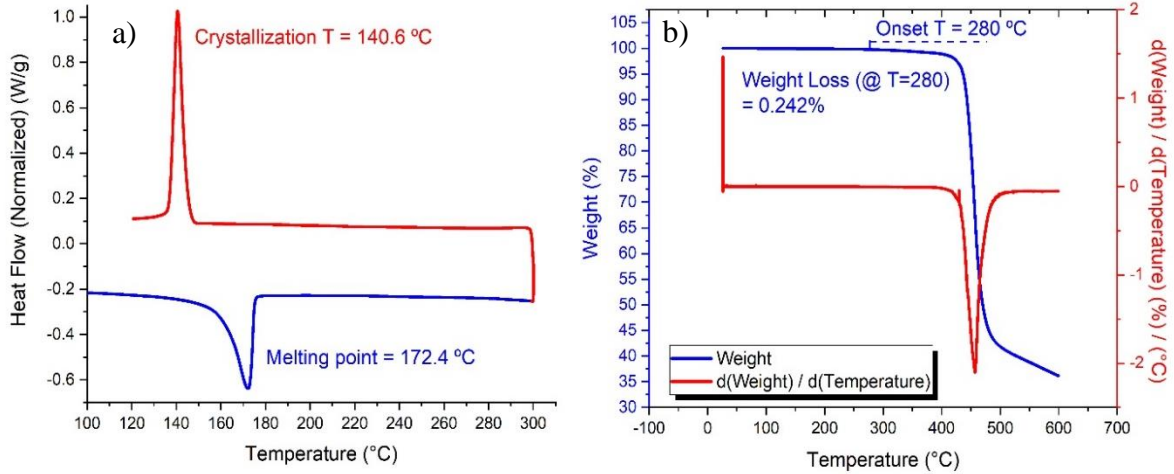 a)
Crystallization T = 140.6 ºC
Melting point = 172.4 ºC
Heat Flow (Normalized) (W/g)
1.0
0.8
0.6
0.4
0.2
0.0
-0.2
-0.4
-0.6
100 120 140 160 180 200 220 240 260 280 300 320
Temperature (°C)
b)
Onset T = 280 ºC
Weight Loss (@ T=280)
= 0.242%
Weight (%)
105
100
95
90
85
80
75
70
65
60
55
50
45
40
35
30
Weight
d(Weight) / d(Temperature)
-100 0 100 200 300 400 500 600 700
Temperature (°C)
2
1
0
-1
-2
d(Weight) / d(Temperature) (%) / (°C)